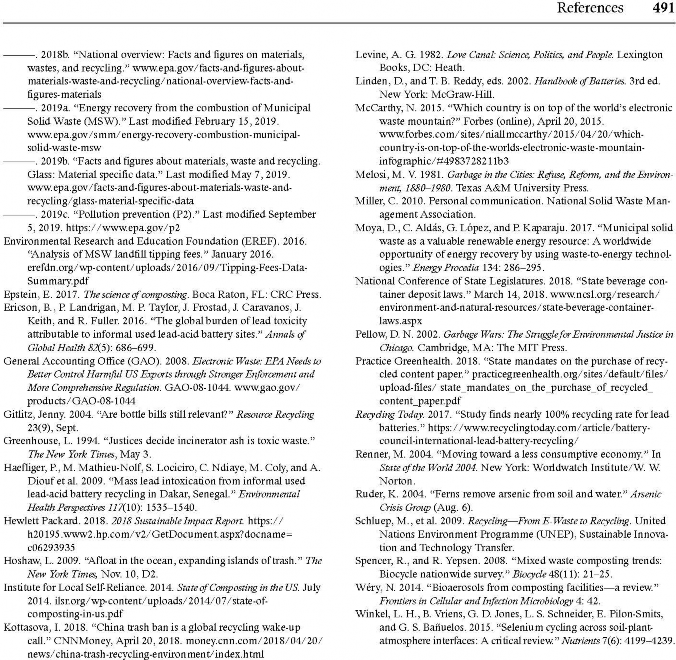 References 491
———. 2018b. “National overview: Facts and figures on materials,
wastes, and recycling.” www.epa.gov/facts-and-figures-about-
materials-waste-and-recycling/national-overview-facts-and-
figures-materials
———. 2019a. “Energy recovery from the combustion of Municipal
Solid Waste (MSW).” Last modified February 15, 2019.
www.epa.gov/smm/energy-recovery-combustion-municipal-
solid-waste-msw
———. 2019b. “Facts and figures about materials, waste and recycling.
Glass: Material specific data.” Last modified May 7, 2019.
www.epa.gov/facts-and-figures-about-materials-waste-and-
recycling/glass-material-specific-data
———. 2019c. “Pollution prevention (P2).” Last modified September
5, 2019. https://www.epa.gov/p2
Environmental Research and Education Foundation (EREF). 2016.
“Analysis of MSW landfill tipping fees.” January 2016.
erefdn.org/wp-content/uploads/2016/09/Tipping-Fees-Data-
Summary.pdf
Epstein, E. 2017. The science of composting. Boca Raton, FL: CRC Press.
Ericson, B., P. Landrigan, M. P. Taylor, J. Frostad, J. Caravanos, J.
Keith, and R. Fuller. 2016. “The global burden of lead toxicity
attributable to informal used lead-acid battery sites.” Annals of
Global Health 83(5): 686–699.
General Accounting Office (GAO). 2008. Electronic Waste: EPA Needs to
Better Control Harmful US Exports through Stronger Enforcement and
More Comprehensive Regulation. GAO-08-1044. www.gao.gov/
products/GAO-08-1044
Gitlitz, Jenny. 2004. “Are bottle bills still relevant?” Resource Recycling
23(9), Sept.
Greenhouse, L. 1994. “Justices decide incinerator ash is toxic waste.”
The New York Times, May 3.
Haefliger, P., M. Mathieu-Nolf, S. Lociciro, C. Ndiaye, M. Coly, and A.
Diouf et al. 2009. “Mass lead intoxication from informal used
lead-acid battery recycling in Dakar, Senegal.” Environmental
Health Perspectives 117(10): 1535–1540.
Hewlett Packard. 2018. 2018 Sustainable Impact Report. https://
h20195.www2.hp.com/v2/GetDocument.aspx?docname=
c06293935
Hoshaw, L. 2009. “Afloat in the ocean, expanding islands of trash.” The
New York Times, Nov. 10, D2.
Institute for Local Self-Reliance. 2014. State of Composting in the US. July
2014. ilsr.org/wp-content/uploads/2014/07/state-of-
composting-in-us.pdf
Kottasova, I. 2018. “China trash ban is a global recycling wake-up
call.” CNNMoney, April 20, 2018. money.cnn.com/2018/04/20/
news/china-trash-recycling-environment/index.html
Levine, A. G. 1982. Love Canal: Science, Politics, and People. Lexington
Books, DC: Heath.
Linden, D., and T. B. Reddy, eds. 2002. Handbook of Batteries. 3rd ed.
New York: McGraw-Hill.
McCarthy, N. 2015. “Which country is on top of the world’s electronic
waste mountain?” Forbes (online), April 20, 2015.
www.forbes.com/sites/niallmccarthy/2015/04/20/which-
country-is-on-top-of-the-worlds-electronic-waste-mountain-
infographic/#4983728211b3
Melosi, M. V. 1981. Garbage in the Cities: Refuse, Reform, and the Environ-
ment, 1880–1980. Texas A&M University Press.
Miller, C. 2010. Personal communication. National Solid Waste Man-
agement Association.
Moya, D., C. Aldás, G. López, and P. Kaparaju. 2017. “Municipal solid
waste as a valuable renewable energy resource: A worldwide
opportunity of energy recovery by using waste-to-energy technol-
ogies.” Energy Procedia 134: 286–295.
National Conference of State Legislatures. 2018. “State beverage con-
tainer deposit laws.” March 14, 2018. www.ncsl.org/research/
environment-and-natural-resources/state-beverage-container-
laws.aspx
Pellow, D. N. 2002. Garbage Wars: The Struggle for Environmental Justice in
Chicago. Cambridge, MA: The MIT Press.
Practice Greenhealth. 2018. “State mandates on the purchase of recy-
cled content paper.” practicegreenhealth.org/sites/default/files/
upload-files/ state_mandates_on_the_purchase_of_recycled_
content_paper.pdf
Recycling Today. 2017. “Study finds nearly 100% recycling rate for lead
batteries.” https://www.recyclingtoday.com/article/battery-
council-international-lead-battery-recycling/
Renner, M. 2004. “Moving toward a less consumptive economy.” In
State of the World 2004. New York: Worldwatch Institute/W. W.
Norton.
Ruder, K. 2004. “Ferns remove arsenic from soil and water.” Arsenic
Crisis Group (Aug. 6).
Schluep, M., et al. 2009. Recycling—From E-Waste to Recycling. United
Nations Environment Programme (UNEP), Sustainable Innova-
tion and Technology Transfer.
Spencer, R., and R. Yepsen. 2008. “Mixed waste composting trends:
Biocycle nationwide survey.” Biocycle 48(11): 21–25.
Wéry, N. 2014. “Bioaerosols from composting facilities—a review.”
Frontiers in Cellular and Infection Microbiology 4: 42.
Winkel, L. H., B. Vriens, G. D. Jones, L. S. Schneider, E. Pilon-Smits,
and G. S. Bañuelos. 2015. “Selenium cycling across soil-plant-
atmosphere interfaces: A critical review.” Nutrients 7(6): 4199–4239.